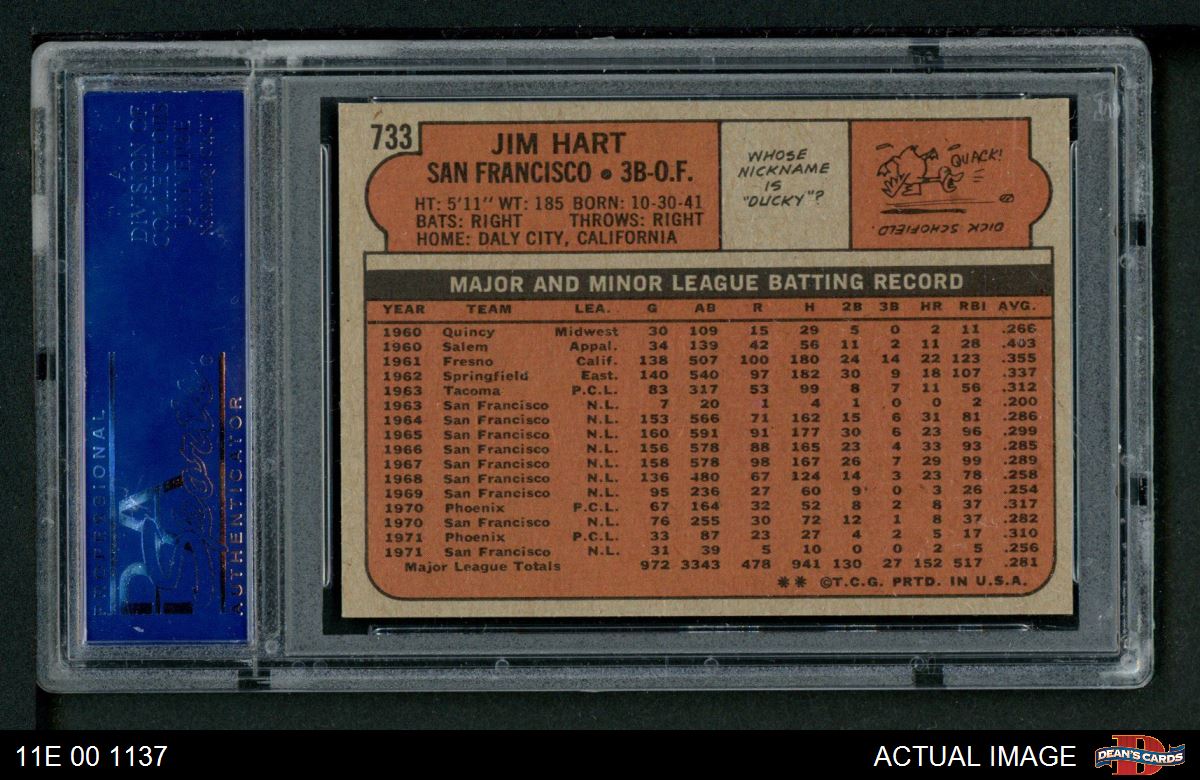 A
DIVISION OF
COLLECTORS
UNIVERSE
NASDAQ:CLCT
PROFESSIONAL
PSA
AUTHENTICATOR
733
JIM HART
SAN FRANCISCO • 3B-O.F.
HT: 5'11" WT: 185 BORN: 10-30-41
BATS: RIGHT THROWS: RIGHT
HOME: DALY CITY, CALIFORNIA
WHOSE
NICKNAME
IS
"DUCKY"?
QUACK!
DICK SCHOFIELD.
MAJOR AND MINOR LEAGUE BATTING RECORD
YEAR TEAM LEA. G AB R H 2B 3B HR RBI AVG.
1960 Quincy Midwest 30 109 15 29 5 0 2 11 .266
1960 Salem Appal. 34 139 42 56 11 2 11 28 .403
1961 Fresno Calif. 138 507 100 180 24 14 22 123 .355
1962 Springfield East. 140 540 97 182 30 9 18 107 .337
1963 Tacoma P.C.L. 83 317 53 99 8 7 11 56 .312
1963 San Francisco N.L. 7 20 1 4 1 0 0 2 .200
1964 San Francisco N.L. 153 566 71 162 15 6 31 81 .286
1965 San Francisco N.L. 160 591 91 177 30 6 23 96 .299
1966 San Francisco N.L. 156 578 88 165 23 4 33 93 .285
1967 San Francisco N.L. 158 578 98 167 26 7 29 99 .289
1968 San Francisco N.L. 136 480 67 124 14 3 23 78 .258
1969 San Francisco N.L. 95 236 27 60 9 0 3 26 .254
1970 Phoenix P.C.L. 67 164 32 52 8 2 8 37 .317
1970 San Francisco N.L. 76 255 30 72 12 1 8 37 .282
1971 Phoenix P.C.L. 33 87 23 27 4 2 5 17 .310
1971 San Francisco N.L. 31 39 5 10 0 0 2 5 .256
Major League Totals 972 3343 478 941 130 27 152 517 .281
** ©T.C.G. PRTD. IN U.S.A.
11E 00 1137
ACTUAL IMAGE
DEAN'S CARDS